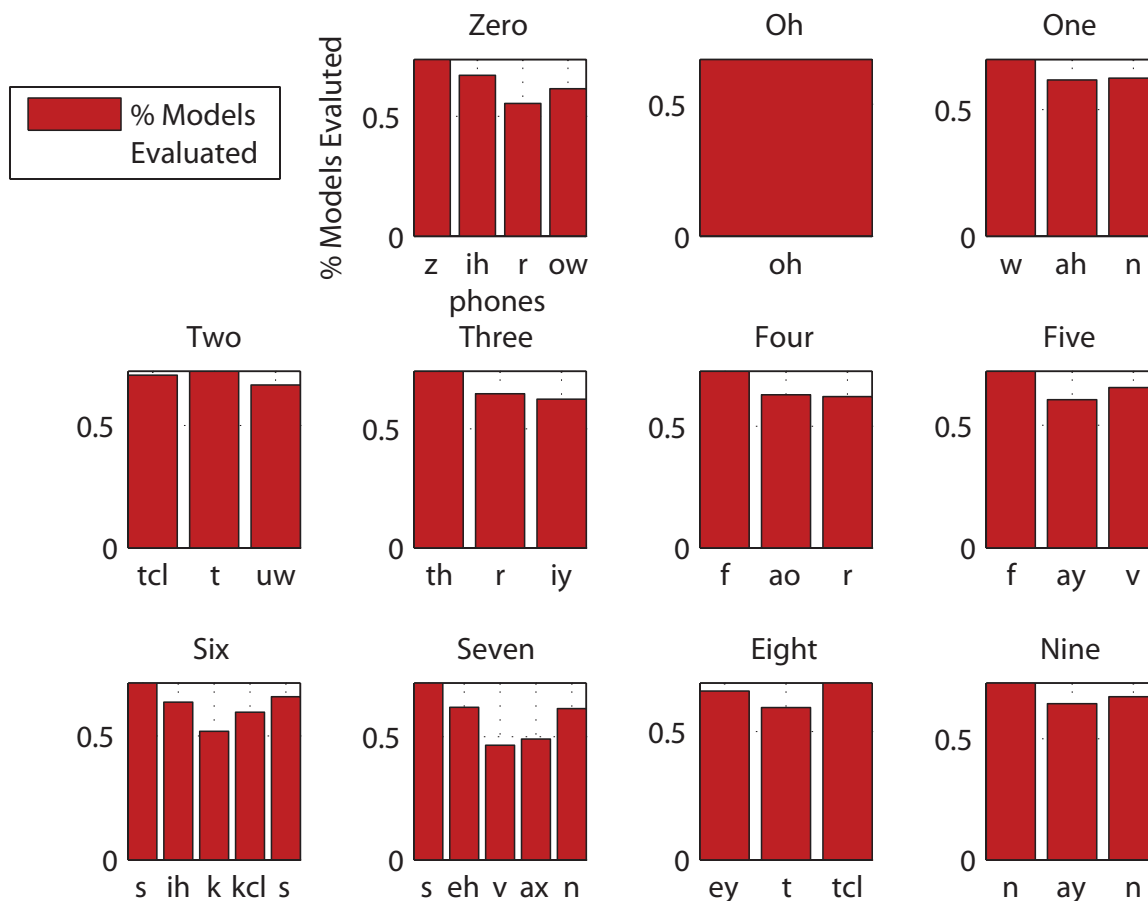 % Models
Evaluated
Zero
% Models Evaluted
0.5
0
z ih r ow
phones
Oh
0.5
0
oh
One
0.5
0
w ah n
Two
0.5
0
tcl t uw
Three
0.5
0
th r iy
Four
0.5
0
f ao r
Five
0.5
0
f ay v
Six
0.5
0
s ih k kcl s
Seven
0.5
0
s eh v ax n
Eight
0.5
0
ey t tcl
Nine
0.5
0
n ay n